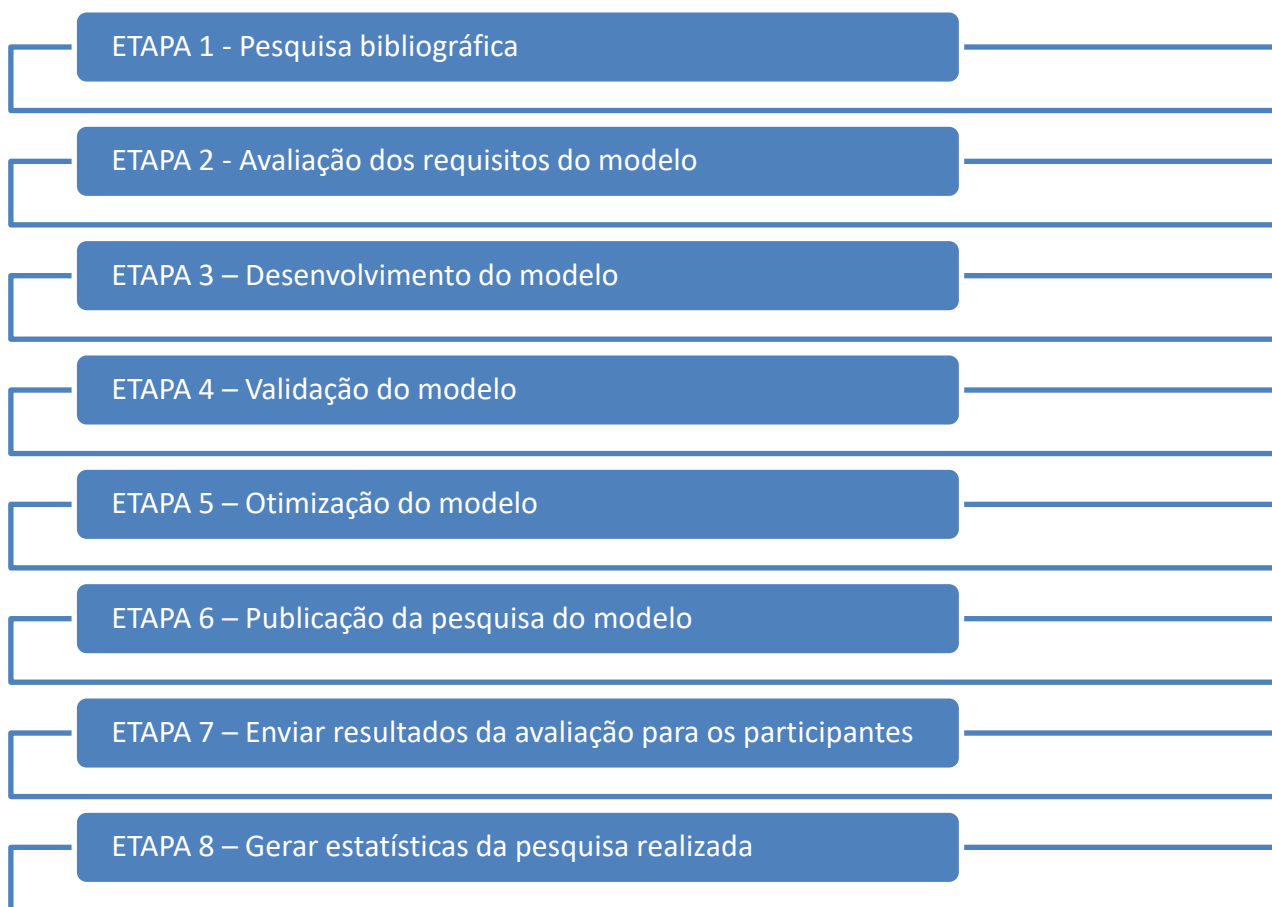 ETAPA 1 - Pesquisa bibliográfica
ETAPA 2 - Avaliação dos requisitos do modelo
ETAPA 3 – Desenvolvimento do modelo
ETAPA 4 – Validação do modelo
ETAPA 5 – Otimização do modelo
ETAPA 6 – Publicação da pesquisa do modelo
ETAPA 7 – Enviar resultados da avaliação para os participantes
ETAPA 8 – Gerar estatísticas da pesquisa realizada